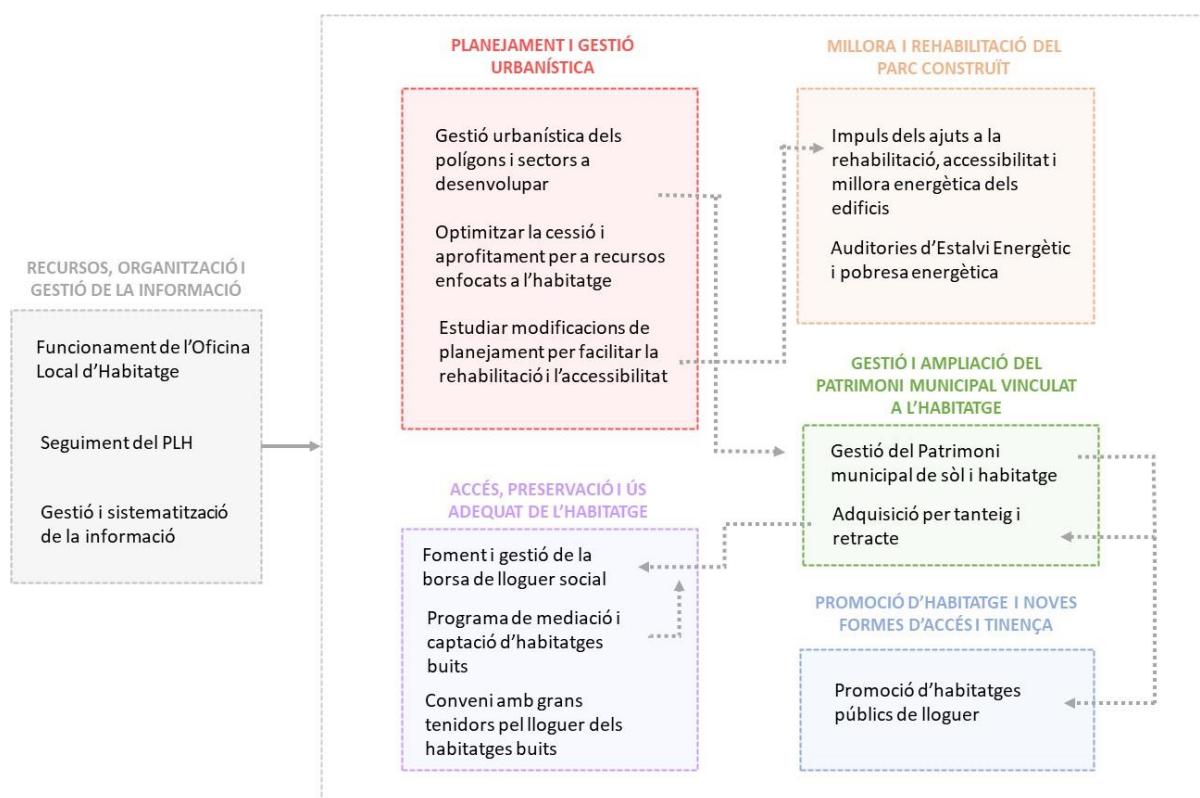 RECURSOS, ORGANITZACIÓ I
GESTIÓ DE LA INFORMACIÓ
Funcionament de l’Oficina
Local d’Habitatge
Seguiment del PLH
Gestió i sistematització
de la informació
PLANEJAMENT I GESTIÓ
URBANÍSTICA
Gestió urbanística dels
polígons i sectors a
desenvolupar
Optimitzar la cessió i
aprofitament per a recursos
enfocats a l’habitatge
Estudiar modificacions de
planejament per facilitar la
rehabilitació i l’accessibilitat
MILLORA I REHABILITACIÓ DEL
PARC CONSTRUÏT
Impuls dels ajuts a la
rehabilitació, accessibilitat i
millora energètica dels
edificis
Auditories d’Estalvi Energètic
i pobresa energètica
GESTIÓ I AMPLIACIÓ DEL
PATRIMONI MUNICIPAL VINCULAT
A L’HABITATGE
Gestió del Patrimoni
municipal de sòl i habitatge
Adquisició per tanteig i
retracte
ACCÉS, PRESERVACIÓ I ÚS
ADEQUAT DE L’HABITATGE
Foment i gestió de la
borsa de lloguer social
Programa de mediació i
captació d’habitatges
buits
Conveni amb grans
tenidors pel lloguer dels
habitatges buits
PROMOCIÓ D’HABITATGE I NOVES
FORMES D’ACCÉS I TINENÇA
Promoció d’habitatges
públics de lloguer